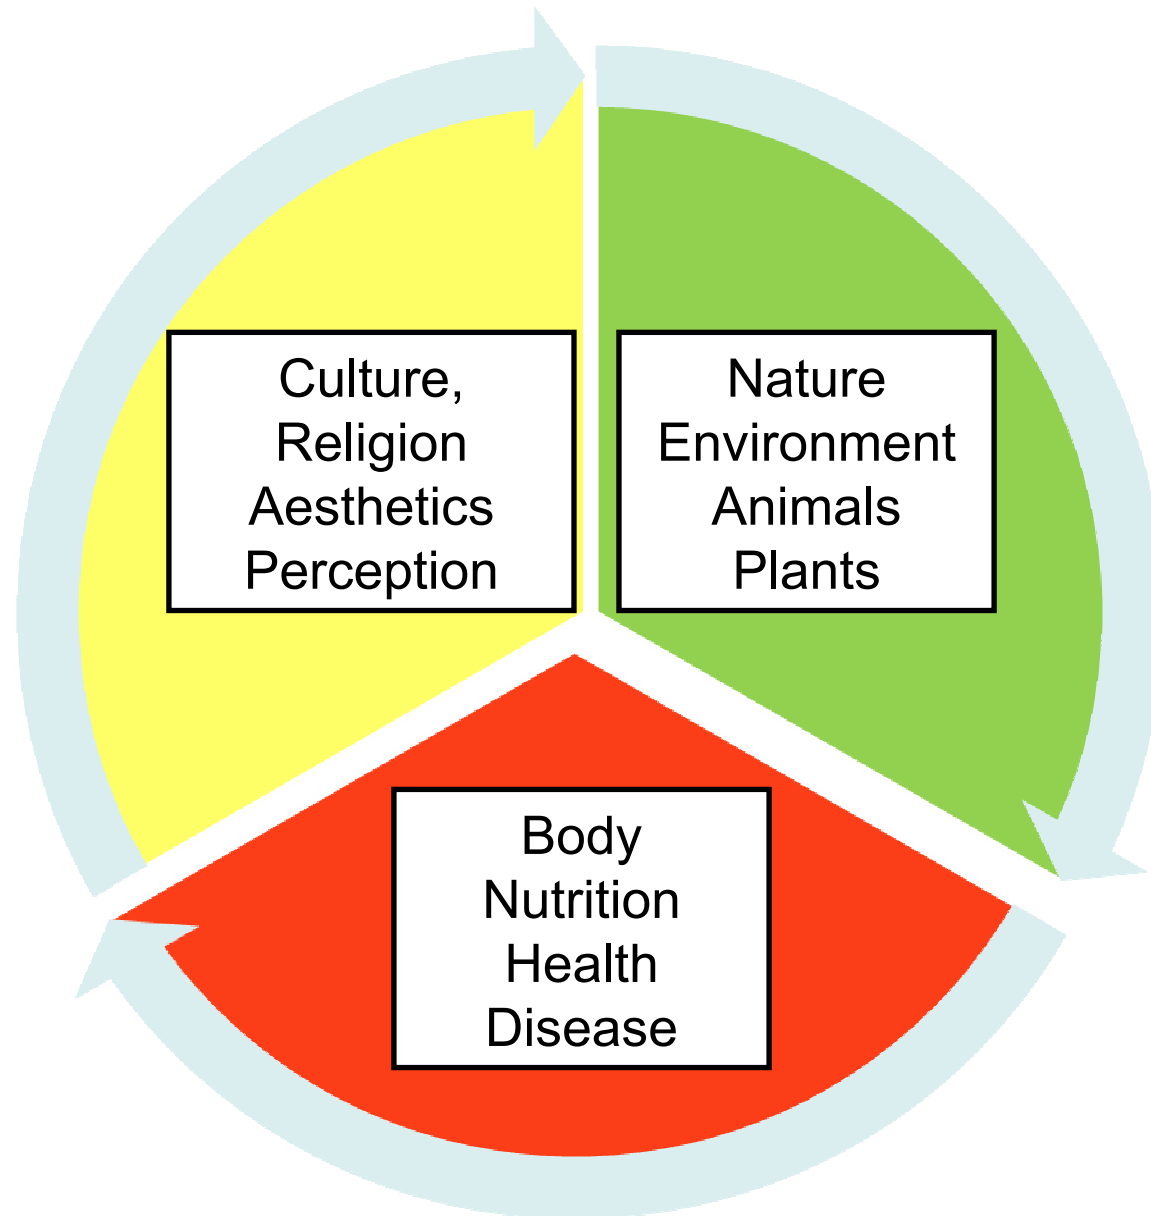 Culture,
Religion
Aesthetics
Perception
Nature
Environment
Animals
Plants
Body
Nutrition
Health
Disease